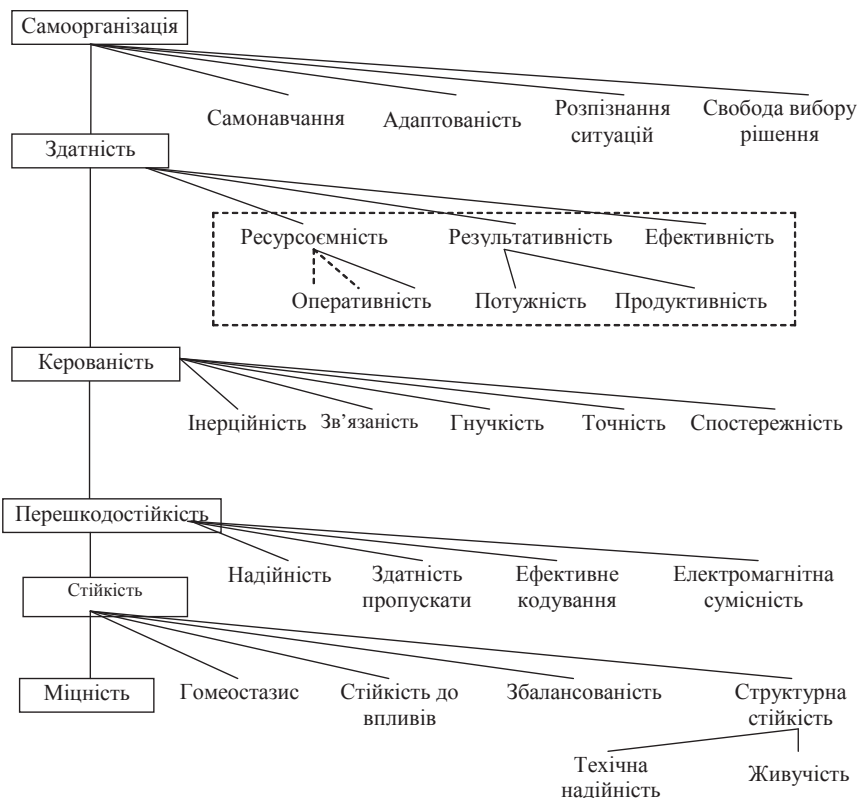 Самоорганізація
Самонавчання
Адаптованість
Розпізнання
ситуацій
Свобода вибору
рішення
Здатність
Ресурсоємність
Результативність
Ефективність
Оперативність
Потужність
Продуктивність
Керованість
Інерційність
Зв’язаність
Гнучкість
Точність
Спостережність
Перешкодостійкість
Надійність
Здатність
пропускати
Ефективне
кодування
Електромагнітна
сумісність
Стійкість
Міцність
Гомеостазис
Стійкість до
впливів
Збалансованість
Структурна
стійкість
Техічна
надійність
Живучість